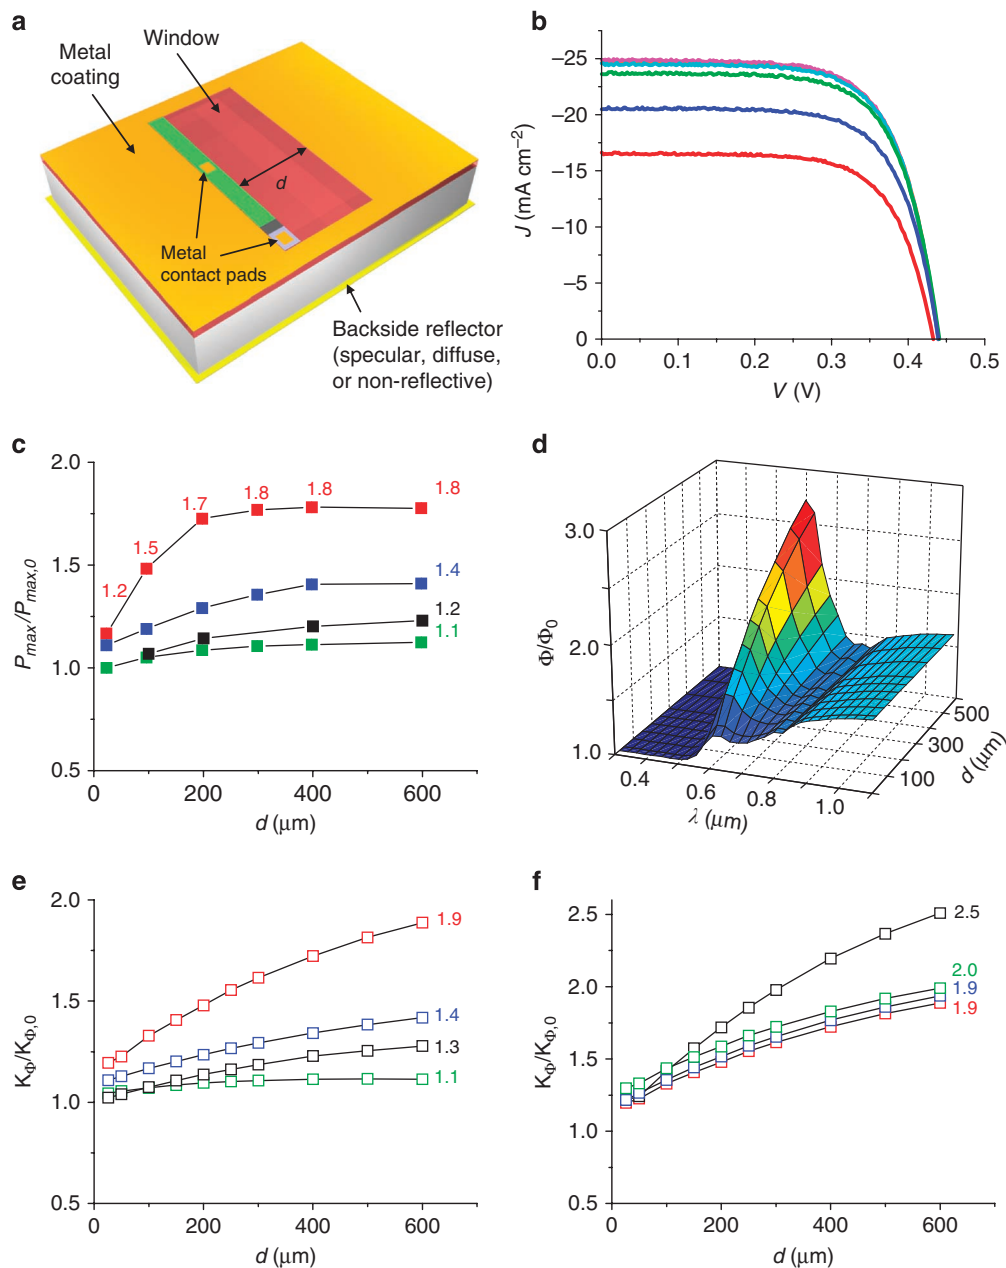 a
Metal
coating
Window
d
Metal
contact pads
Backside reflector
(specular, diffuse,
or non-reflective)
b
–25
–20
–15
–10
–5
0
J (mA cm–2)
0.0 0.1 0.2 0.3 0.4 0.5
V (V)
c
2.0
1.5
1.0
0.5
Pmax/Pmax,0
1.2
1.5
1.7
1.8
1.8
1.8
1.4
1.2
1.1
0 200 400 600
d (μm)
d
3.0
2.0
1.0
Φ/Φ0
0.4
0.6
0.8
1.0
λ (μm)
100
300
500
d (μm)
e
2.0
1.5
1.0
0.5
KΦ/KΦ,0
1.9
1.4
1.3
1.1
0 200 400 600
d (μm)
f
2.5
2.0
1.5
1.0
0.5
KΦ/KΦ,0
2.5
2.0
1.9
1.9
0 200 400 600
d (μm)